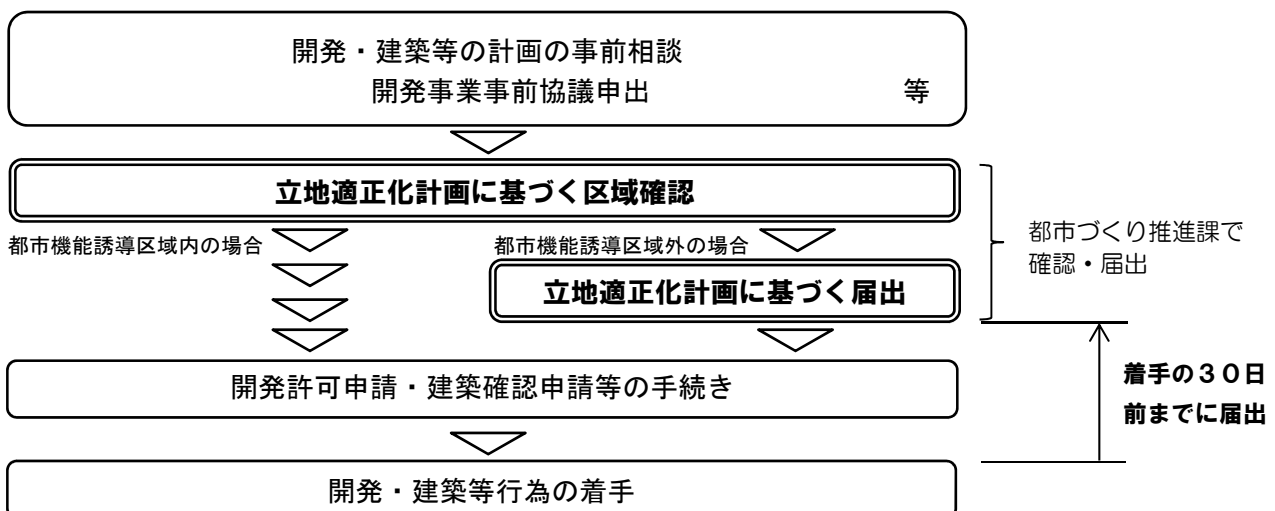 開発・建築等の計画の事前相談
開発事業事前協議申出 等
立地適正化計画に基づく区域確認
都市機能誘導区域内の場合
都市機能誘導区域外の場合
都市づくり推進課で
確認・届出
立地適正化計画に基づく届出
開発許可申請・建築確認申請等の手続き
着手の３０日
前までに届出
開発・建築等行為の着手